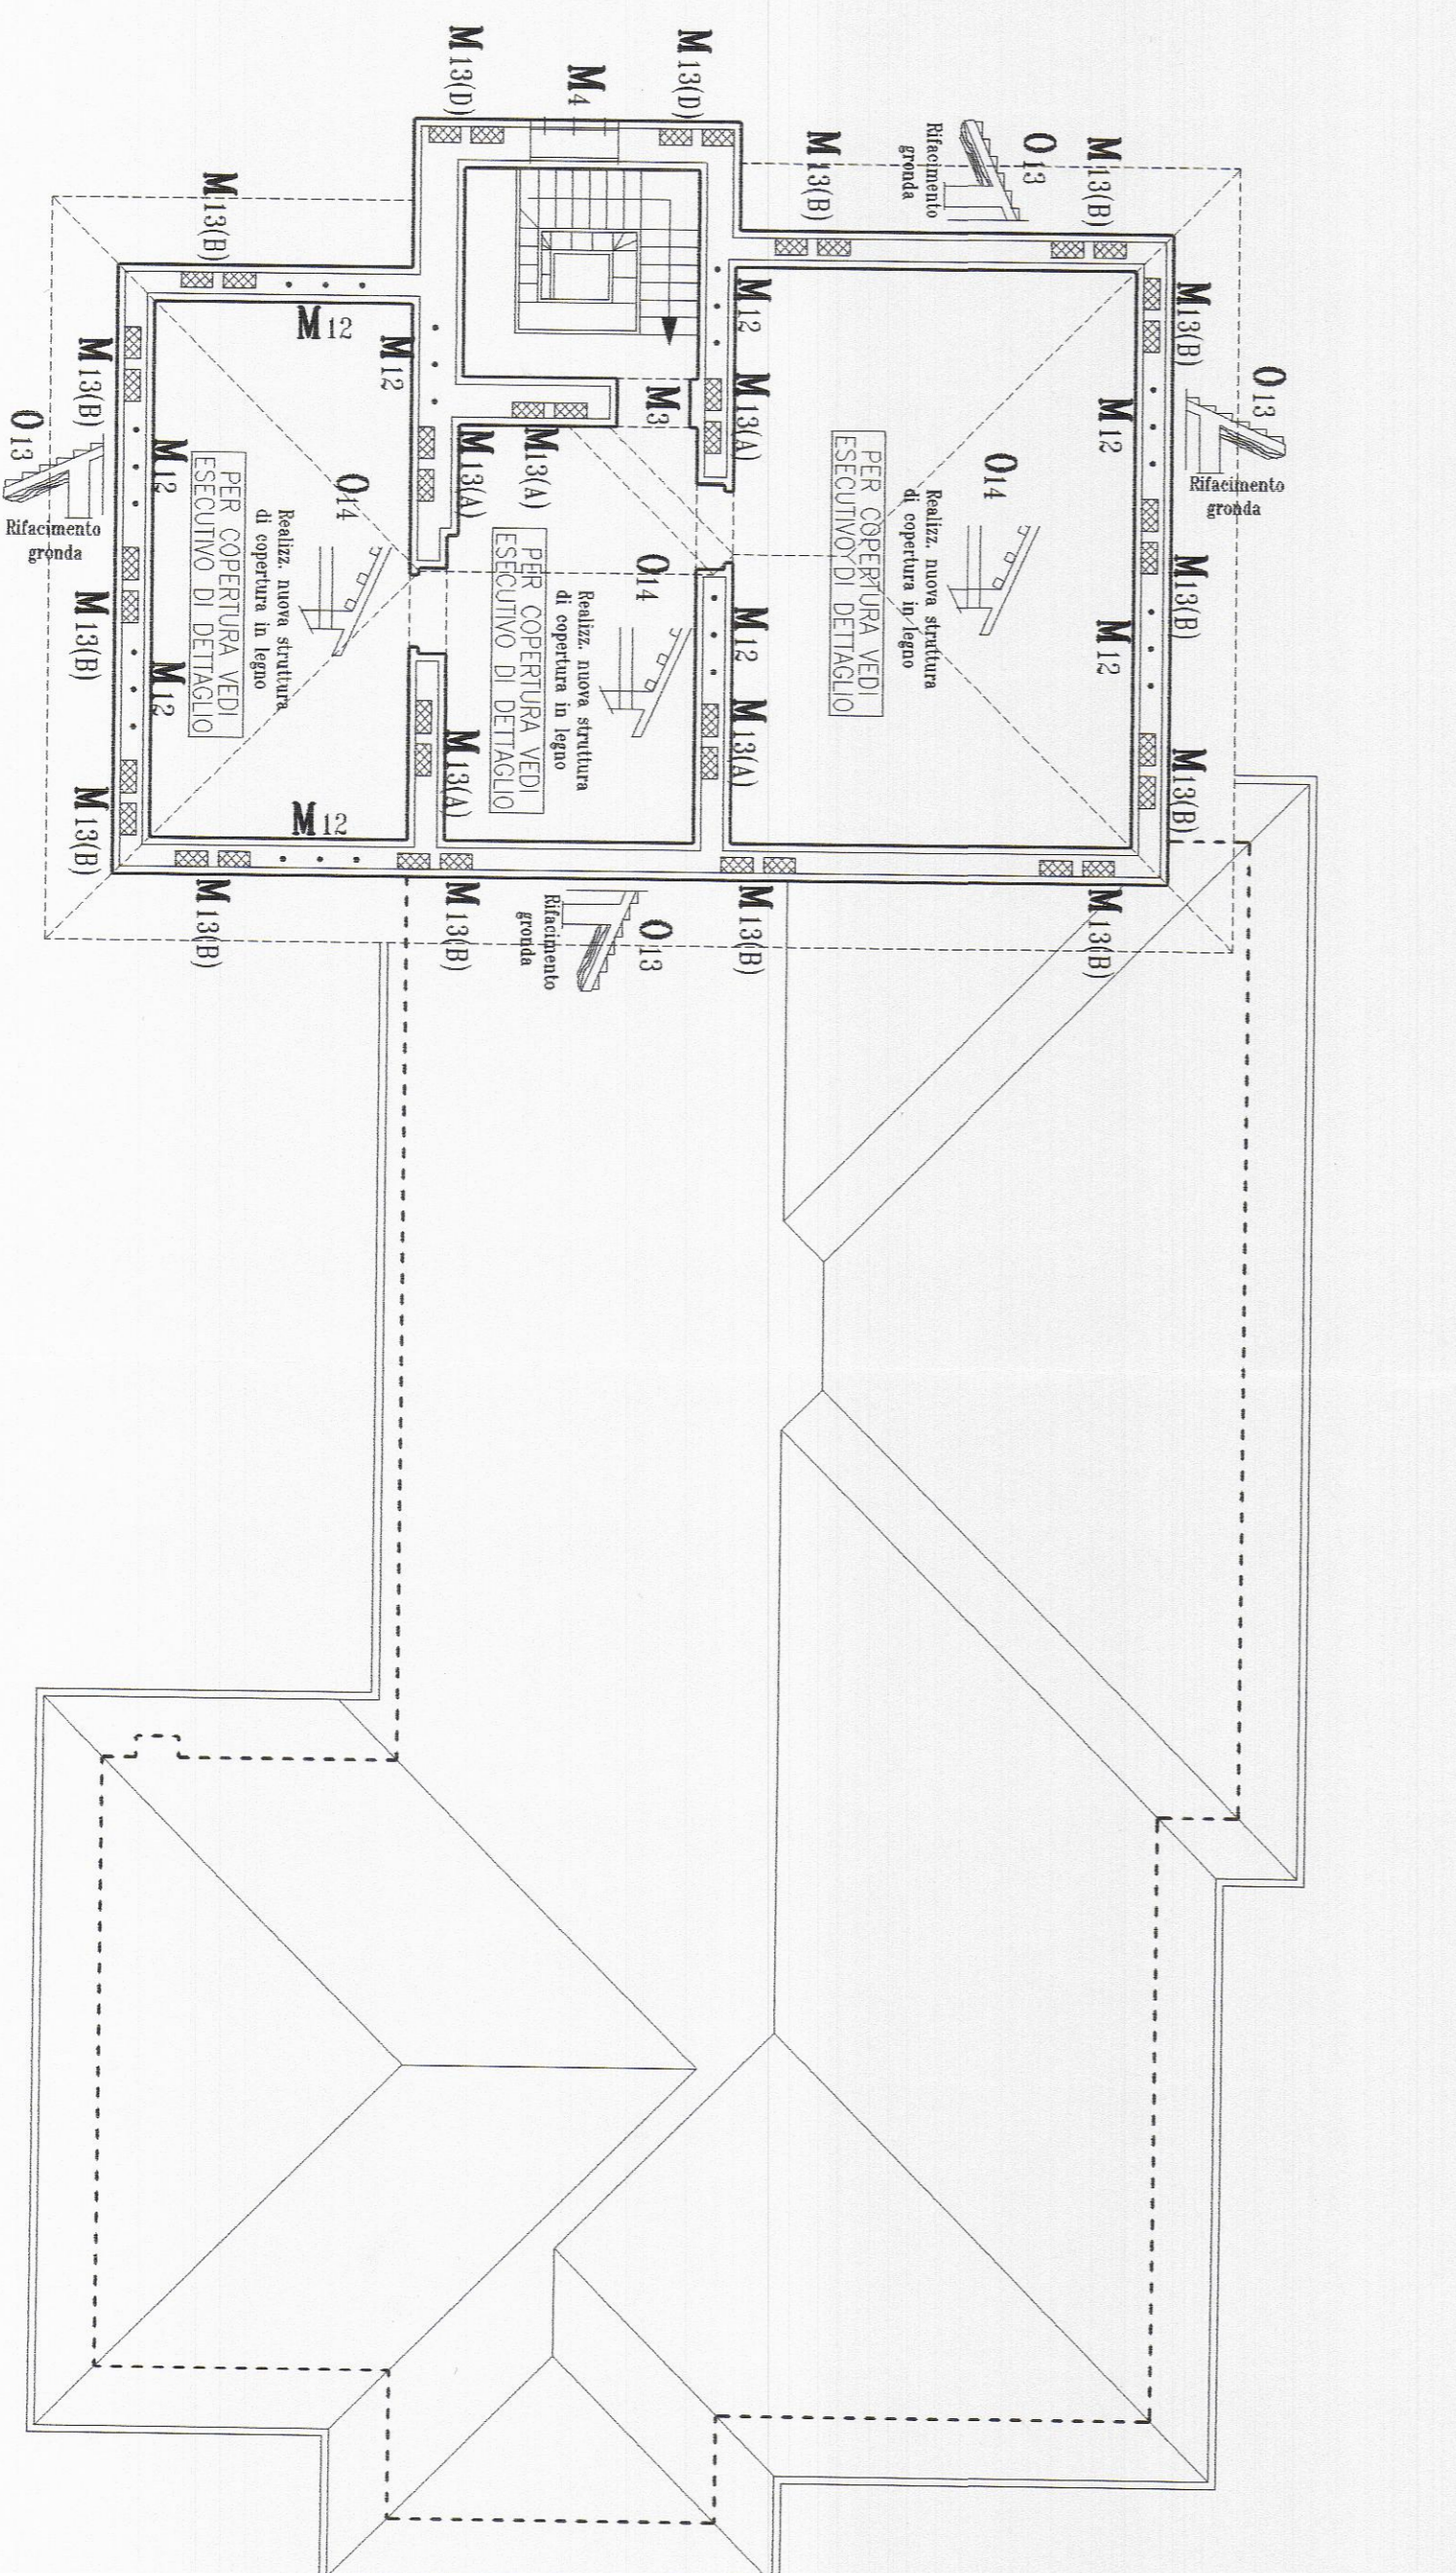 M13(B)
M13(B)
M13(B)
M13(B)
O13
Rifacimento
gronda
O13
Rifacimento
gronda
M12
M12
M13(B)
M13(B)
O14
Realizz. nuova struttura
di copertura in legno
PER COPERTURA VEDI
ESECUTIVO DI DETTAGLIO
M13(B)
M12
M13(A)
M12
M13(A)
M13(B)
M13(D)
M4
M13(D)
M3
O14
Realizz. nuova struttura
di copertura in legno
PER COPERTURA VEDI
ESECUTIVO DI DETTAGLIO
O13
Rifacimento
gronda
M13(A)
M13(A)
M13(A)
M13(B)
M12
O14
Realizz. nuova struttura
di copertura in legno
PER COPERTURA VEDI
ESECUTIVO DI DETTAGLIO
M12
M12
M13(B)
M13(B)
M12
M12
M13(B)
M13(B)
M13(B)
O13
Rifacimento
gronda